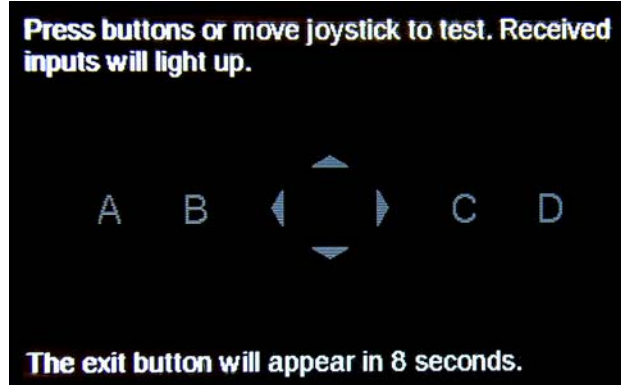 Press buttons or move joystick to test. Received
inputs will light up.
A B C D
The exit button will appear in 8 seconds.